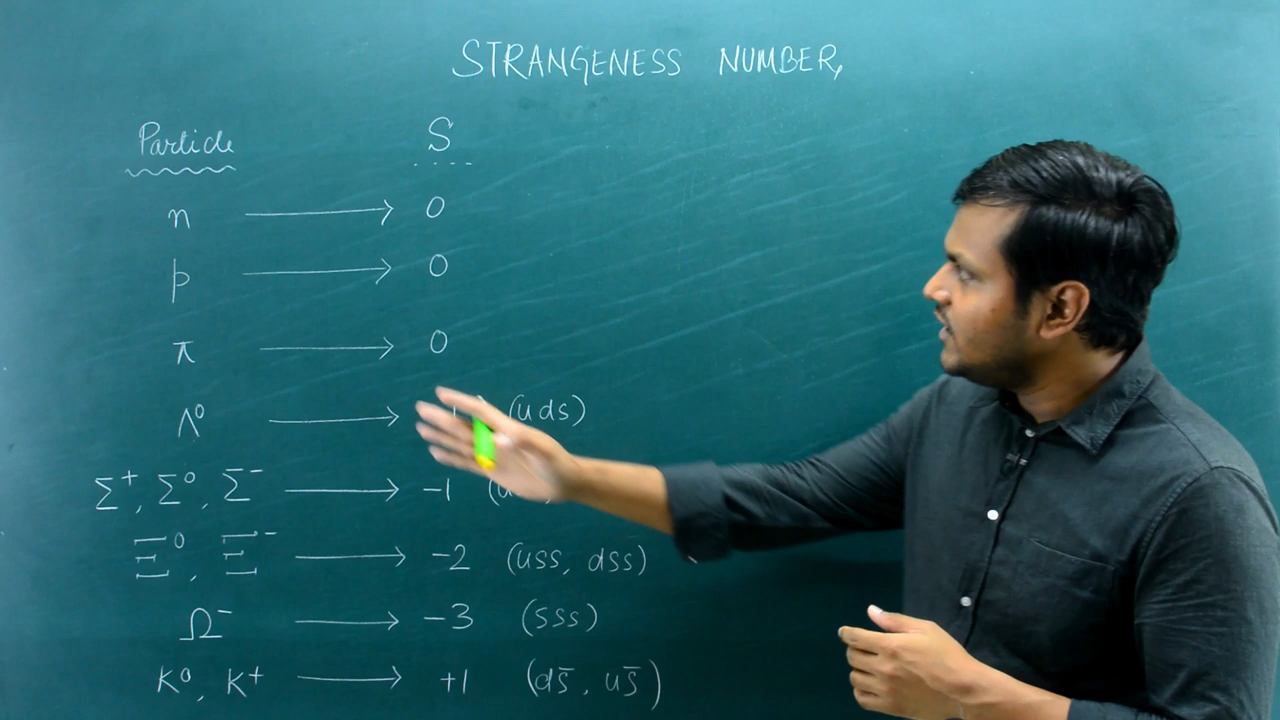 STRANGENESS NUMBER,
Particle S
n → 0
p → 0
π → 0
Λ⁰ → (uds)
Σ⁺, Σ⁰, Σ⁻ → -1
Ξ⁰, Ξ⁻ → -2 (uss, dss)
Ω⁻ → -3 (sss)
K⁰, K⁺ → +1 (ds̄, us̄)